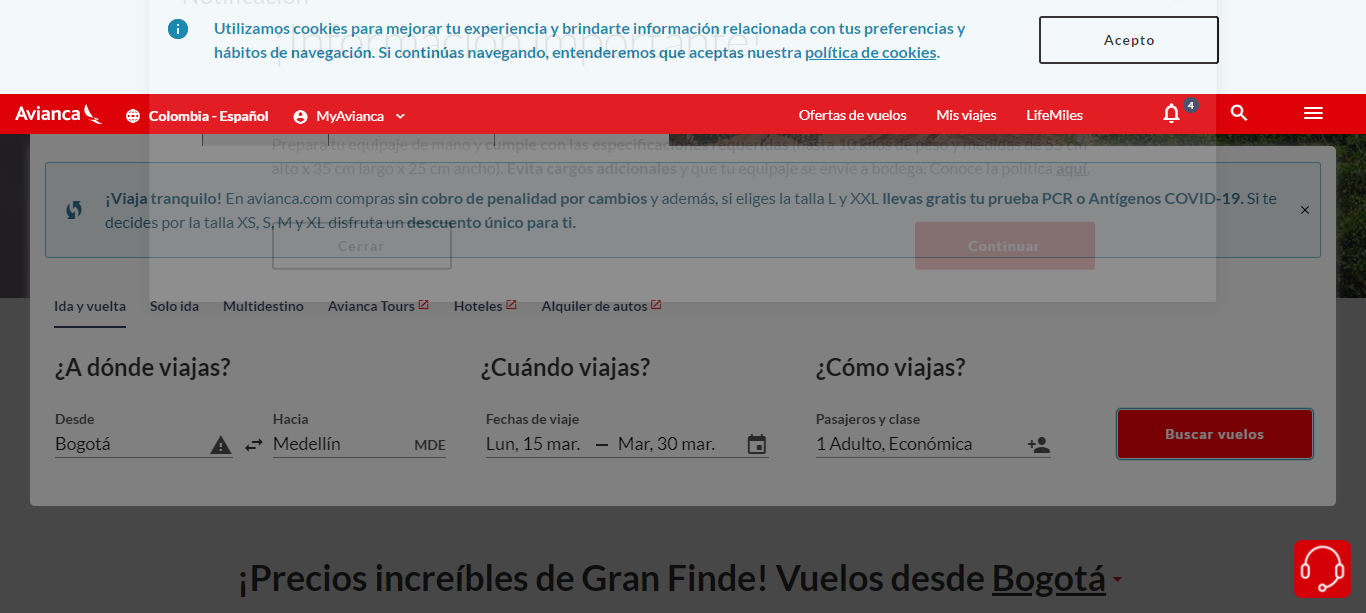 Notificación
Información importante!
Utilizamos cookies para mejorar tu experiencia y brindarte información relacionada con tus preferencias y
hábitos de navegación. Si continúas navegando, entenderemos que aceptas nuestra política de cookies.
Acepto
Avianca
Colombia - Español
MyAvianca
Ofertas de vuelos
Mis viajes
LifeMiles
4
Prepara tu equipaje de mano y cumple con las especificaciones requeridas (hasta 10 kilos de peso y medidas de 55 cm
alto x 35 cm largo x 25 cm ancho). Evita cargos adicionales y que tu equipaje se envíe a bodega. Conoce la política aquí.
¡Viaja tranquilo! En avianca.com compras sin cobro de penalidad por cambios y además, si eliges la talla L y XXL llevas gratis tu prueba PCR o Antígenos COVID-19. Si te
decides por la talla XS, S, M y XL disfruta un descuento único para ti.
Cerrar
Continuar
Ida y vuelta
Solo ida
Multidestino
Avianca Tours
Hoteles
Alquiler de autos
¿A dónde viajas?
¿Cuándo viajas?
¿Cómo viajas?
Desde
Hacia
Fechas de viaje
Pasajeros y clase
Bogotá
Medellín
MDE
Lun, 15 mar. — Mar, 30 mar.
1 Adulto, Económica
Buscar vuelos
¡Precios increíbles de Gran Finde! Vuelos desde Bogotá